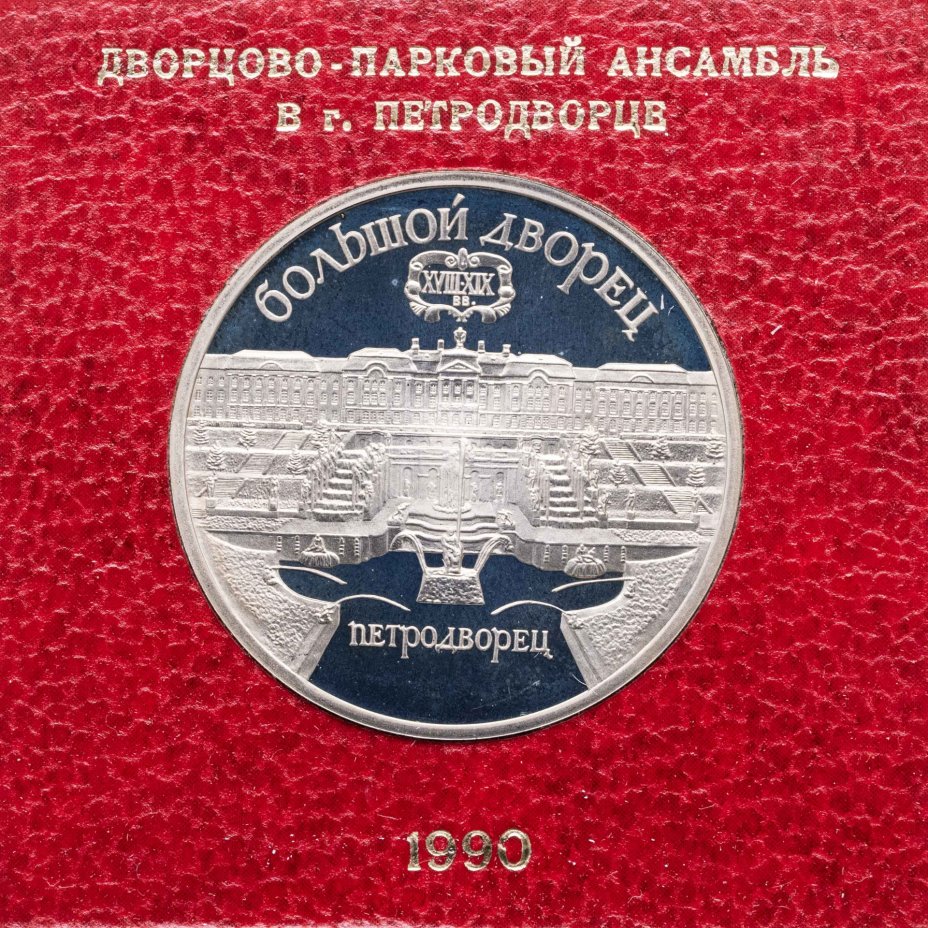 ДВОРЦОВО-ПАРКОВЫЙ АНСАМБЛЬ
В г. ПЕТРОДВОРЦЕ
БОЛЬШОЙ ДВОРЕЦ
XVIII-XIX
ВВ.
ПЕТРОДВОРЕЦ
1990